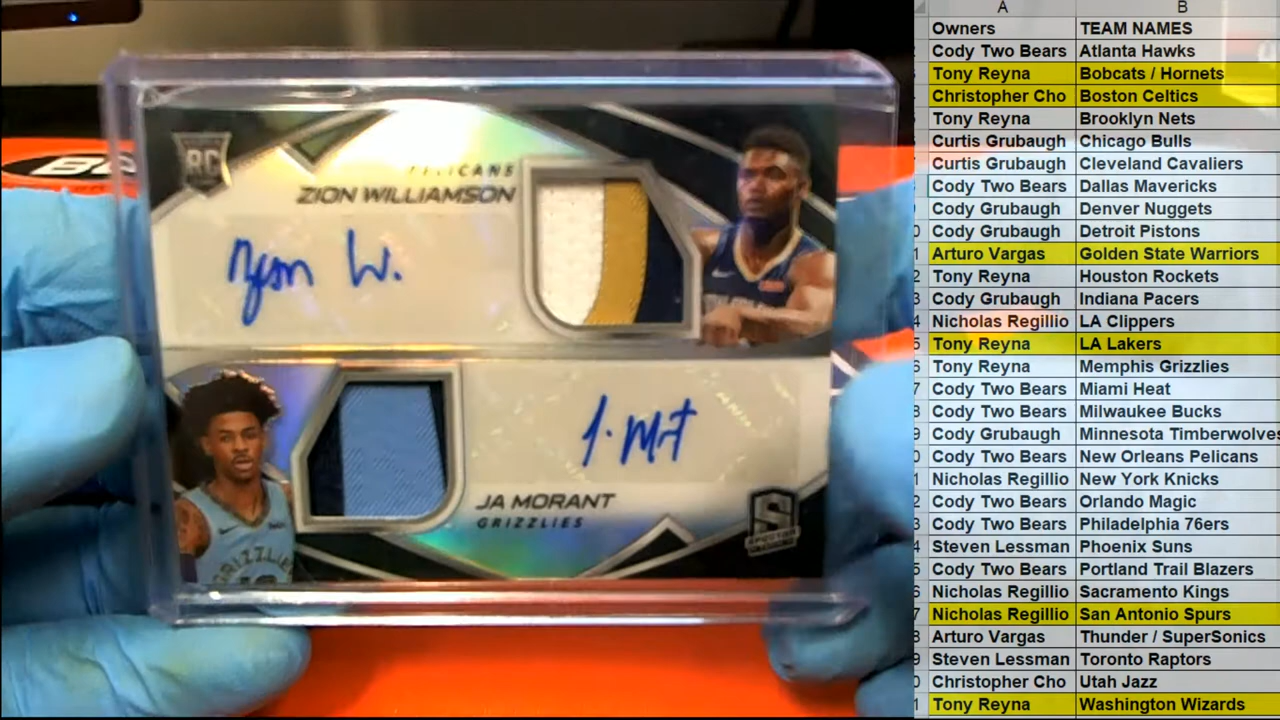 A B
Owners TEAM NAMES
Cody Two Bears Atlanta Hawks
Tony Reyna Bobcats / Hornets
Christopher Cho Boston Celtics
Tony Reyna Brooklyn Nets
Curtis Grubaugh Chicago Bulls
Curtis Grubaugh Cleveland Cavaliers
Cody Two Bears Dallas Mavericks
Cody Grubaugh Denver Nuggets
Cody Grubaugh Detroit Pistons
Arturo Vargas Golden State Warriors
Tony Reyna Houston Rockets
Cody Grubaugh Indiana Pacers
Nicholas Regillio LA Clippers
Tony Reyna LA Lakers
Tony Reyna Memphis Grizzlies
Cody Two Bears Miami Heat
Cody Two Bears Milwaukee Bucks
Cody Grubaugh Minnesota Timberwolves
Cody Two Bears New Orleans Pelicans
Nicholas Regillio New York Knicks
Cody Two Bears Orlando Magic
Cody Two Bears Philadelphia 76ers
Steven Lessman Phoenix Suns
Cody Two Bears Portland Trail Blazers
Nicholas Regillio Sacramento Kings
Nicholas Regillio San Antonio Spurs
Arturo Vargas Thunder / SuperSonics
Steven Lessman Toronto Raptors
Christopher Cho Utah Jazz
Tony Reyna Washington Wizards
RC
PELICANS
ZION WILLIAMSON
Zion W.
J. Mrt
JA MORANT
GRIZZLIES
GRIZZLIES
S